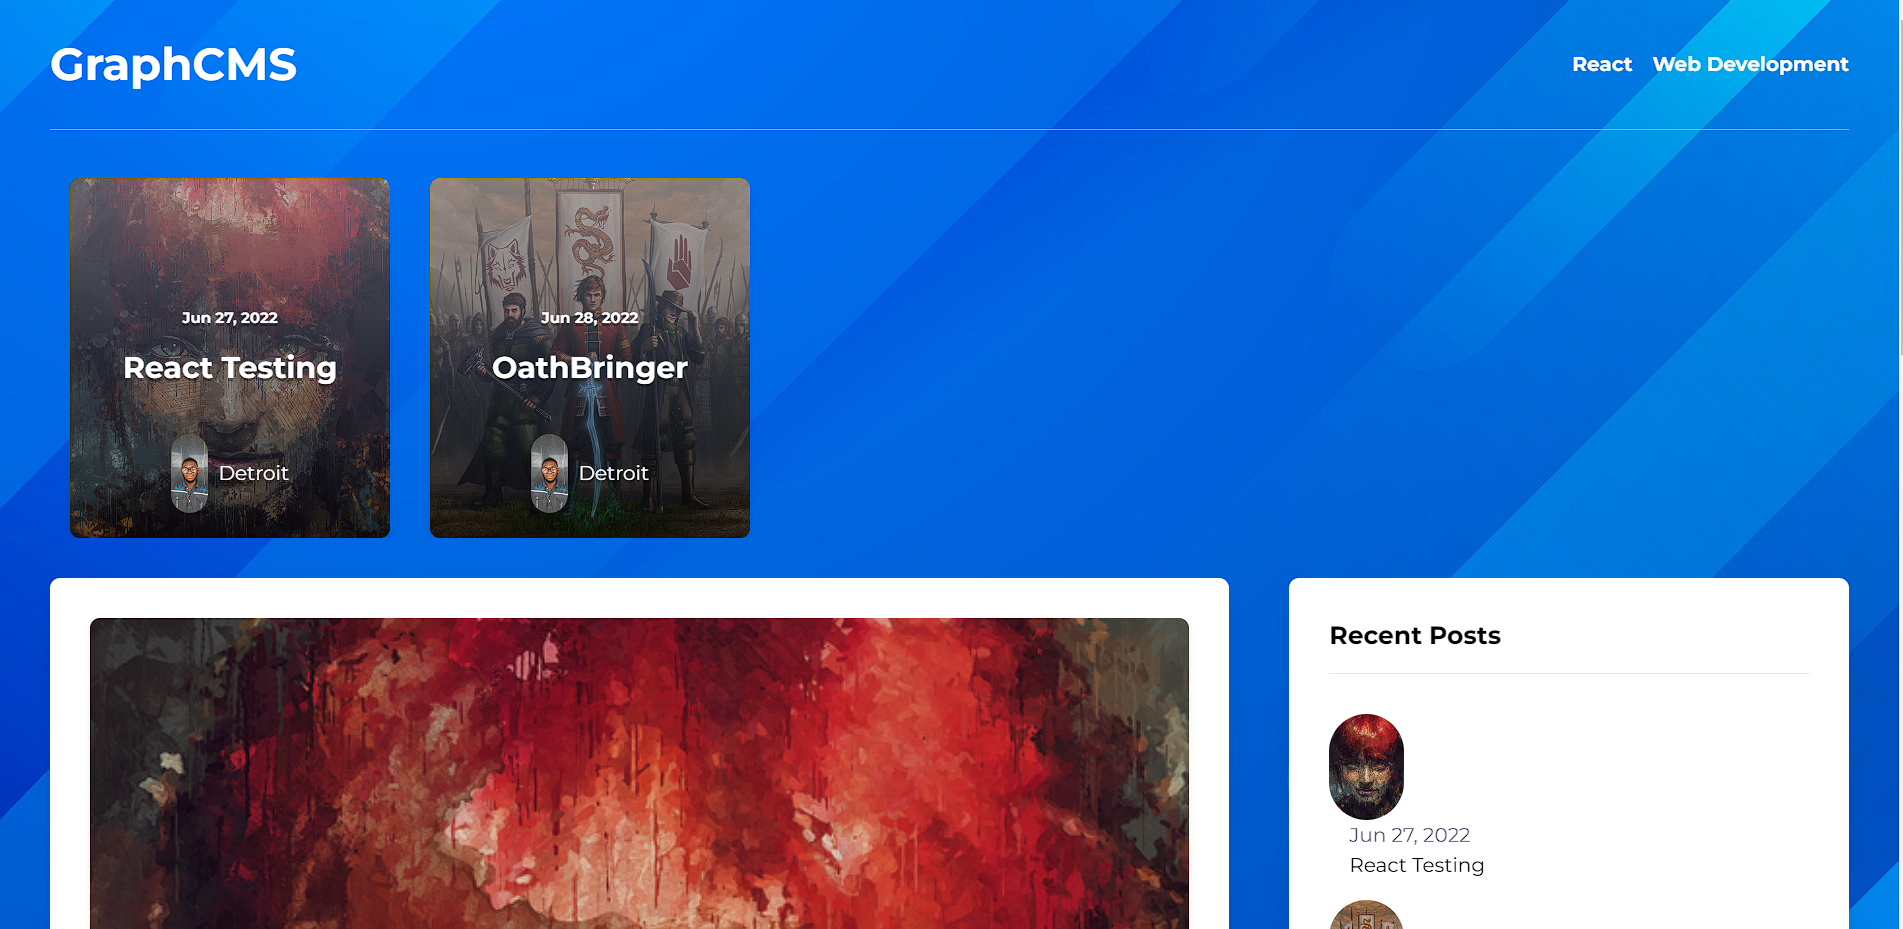 GraphCMS
React Web Development
Jun 27, 2022
React Testing
Detroit
Jun 28, 2022
OathBringer
Detroit
Recent Posts
Jun 27, 2022
React Testing